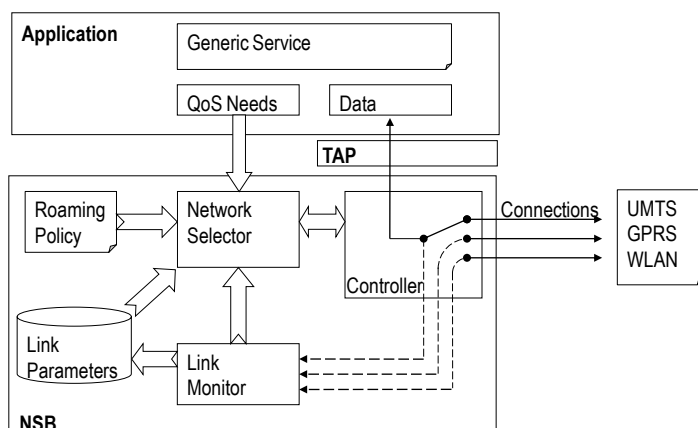 Application
Generic Service
QoS Needs
Data
TAP
Roaming
Policy
Network
Selector
Connections
UMTS
GPRS
WLAN
Controller
Link
Parameters
Link
Monitor
NSB